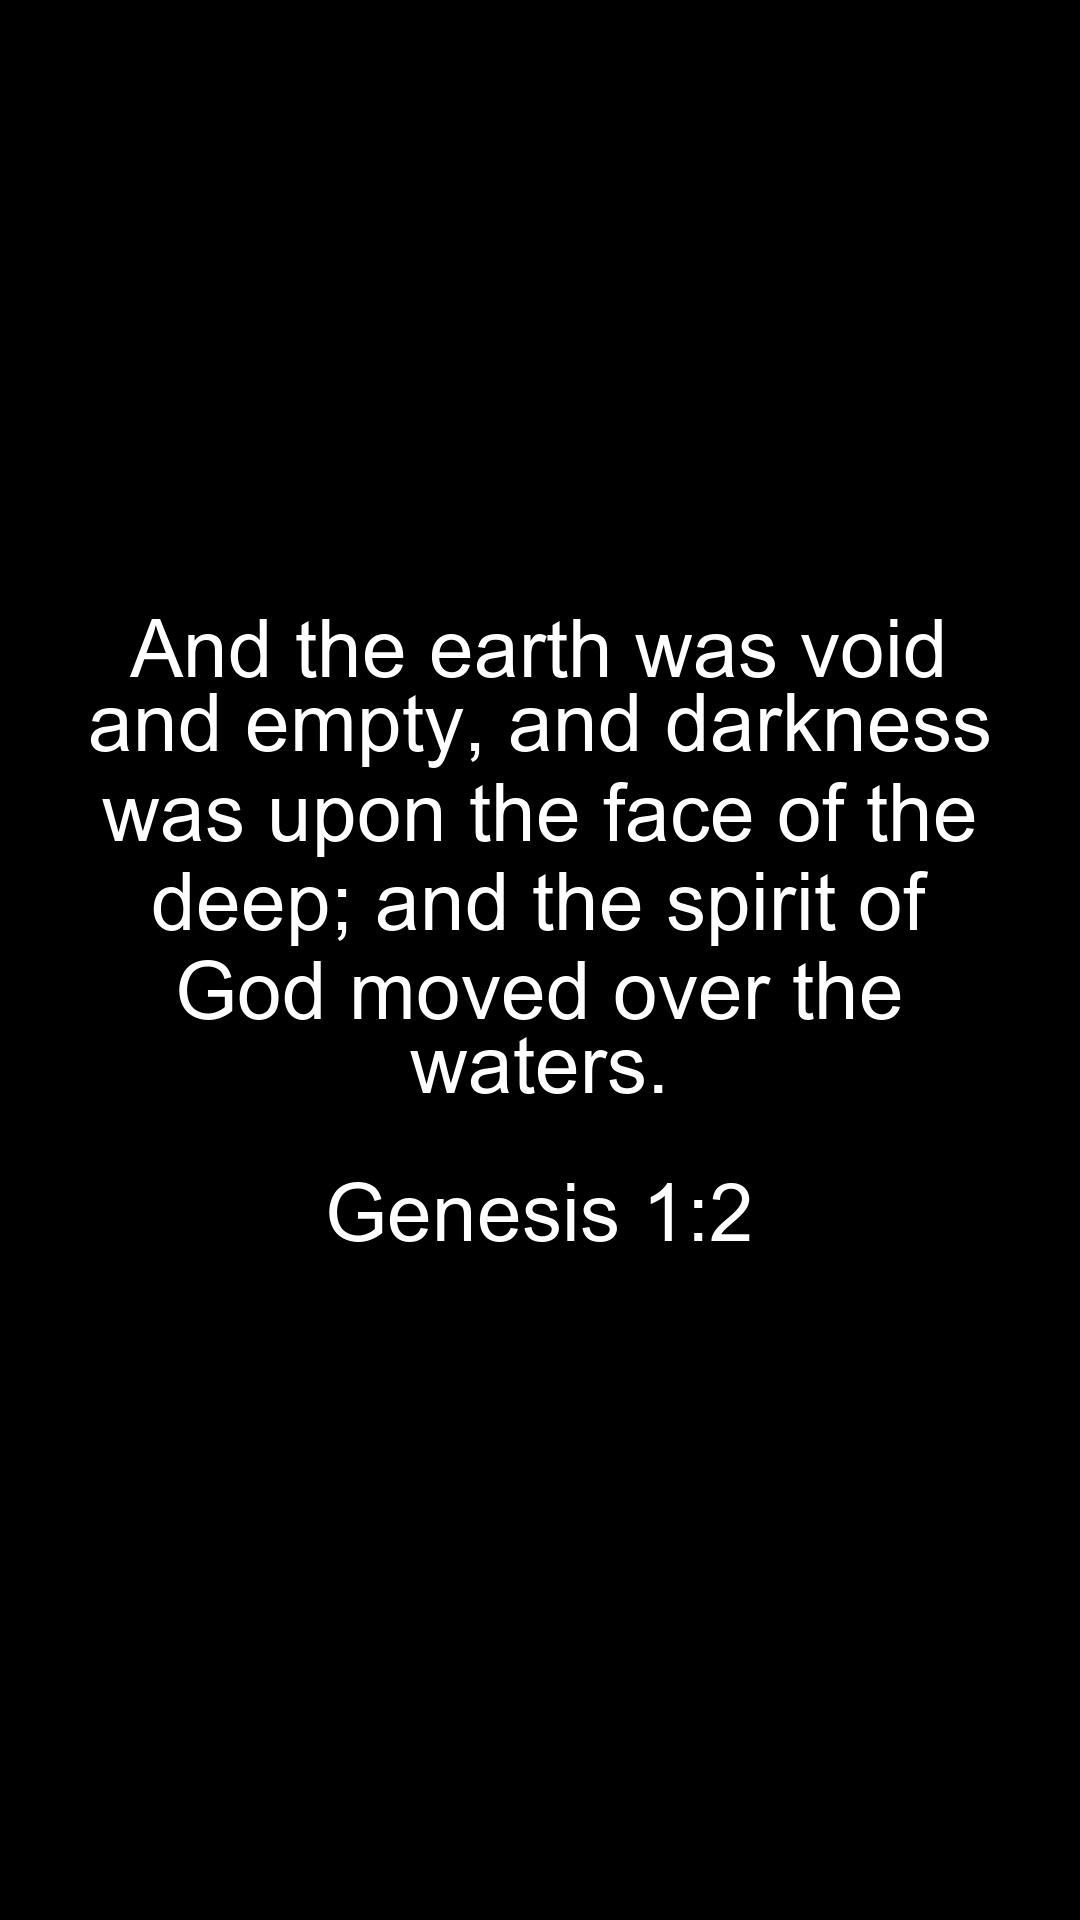 And the earth was void
and empty, and darkness
was upon the face of the
deep; and the spirit of
God moved over the
waters.
Genesis 1:2